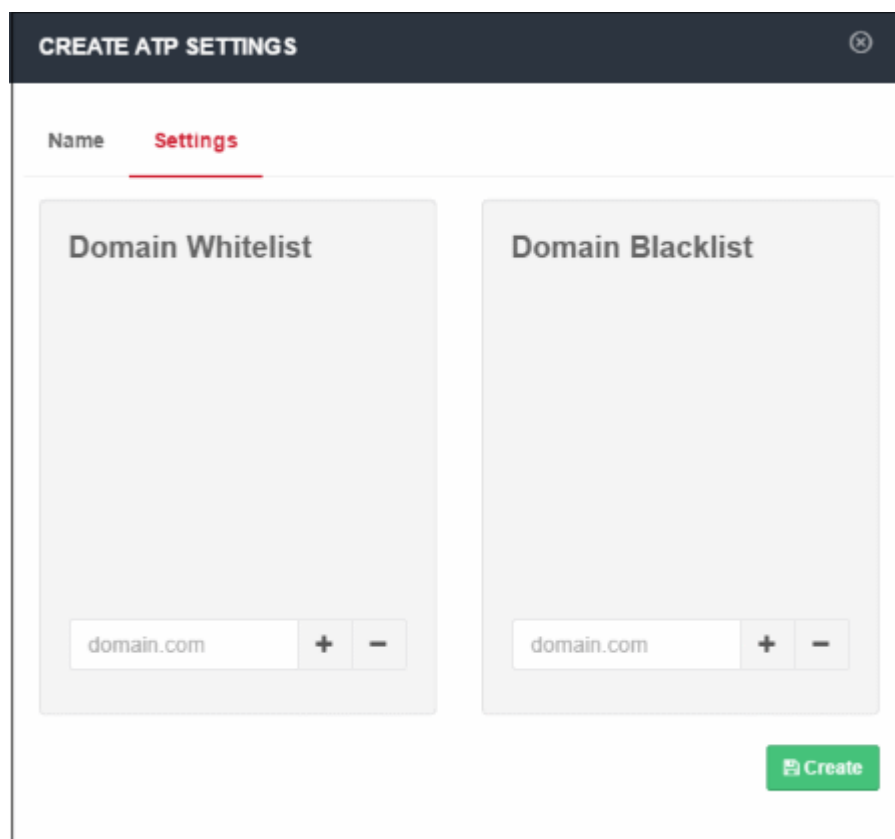 CREATE ATP SETTINGS
Name Settings
Domain Whitelist
Domain Blacklist
domain.com + −
domain.com + −
Create